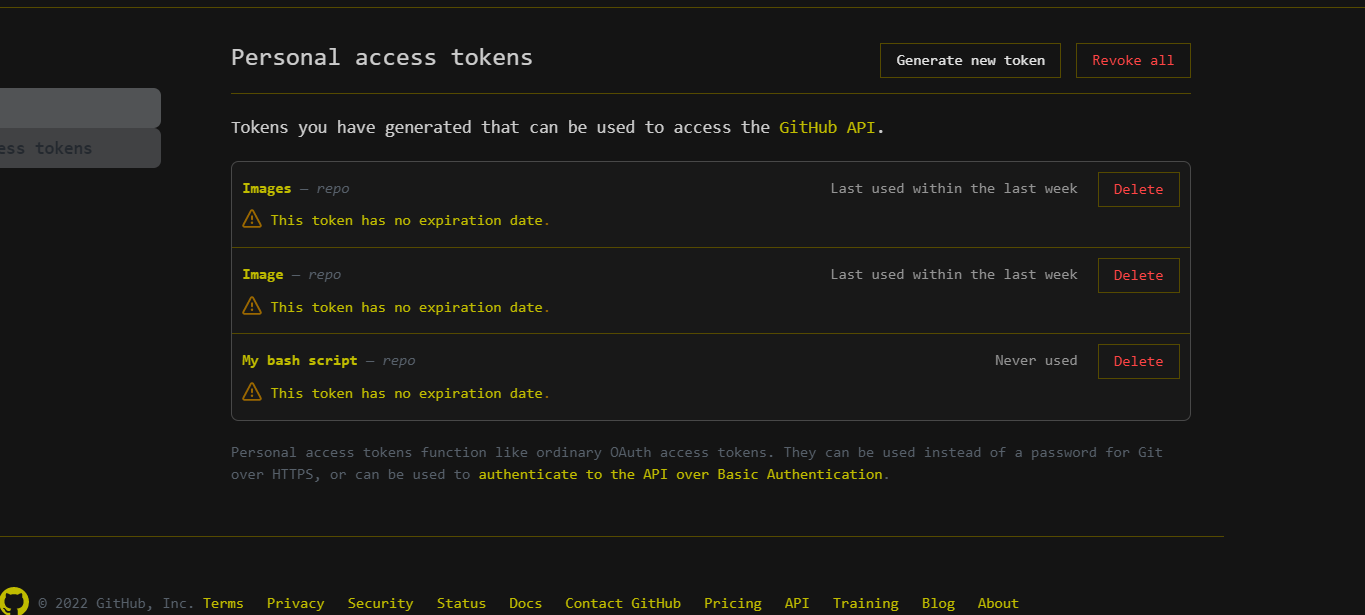 Personal access tokens
Generate new token
Revoke all
ess tokens
Tokens you have generated that can be used to access the GitHub API.
Images — repo
Last used within the last week
Delete
This token has no expiration date.
Image — repo
Last used within the last week
Delete
This token has no expiration date.
My bash script — repo
Never used
Delete
This token has no expiration date.
Personal access tokens function like ordinary OAuth access tokens. They can be used instead of a password for Git
over HTTPS, or can be used to authenticate to the API over Basic Authentication.
© 2022 GitHub, Inc. Terms Privacy Security Status Docs Contact GitHub Pricing API Training Blog About